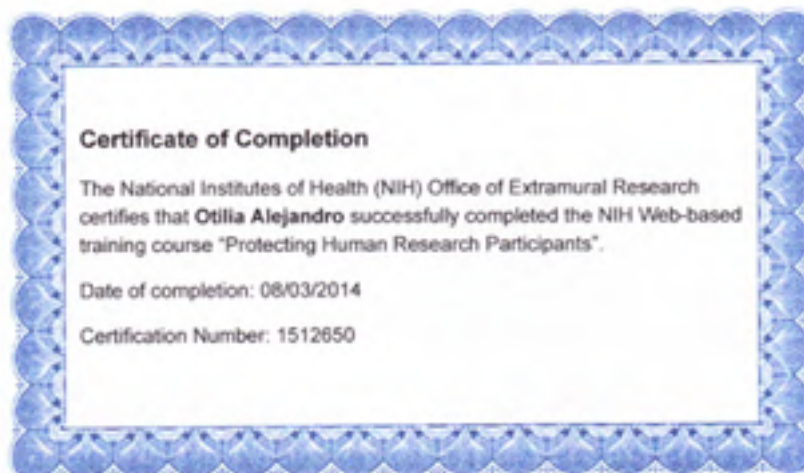 Certificate of Completion
The National Institutes of Health (NIH) Office of Extramural Research
certifies that Otilia Alejandro successfully completed the NIH Web-based
training course "Protecting Human Research Participants".
Date of completion: 08/03/2014
Certification Number: 1512650